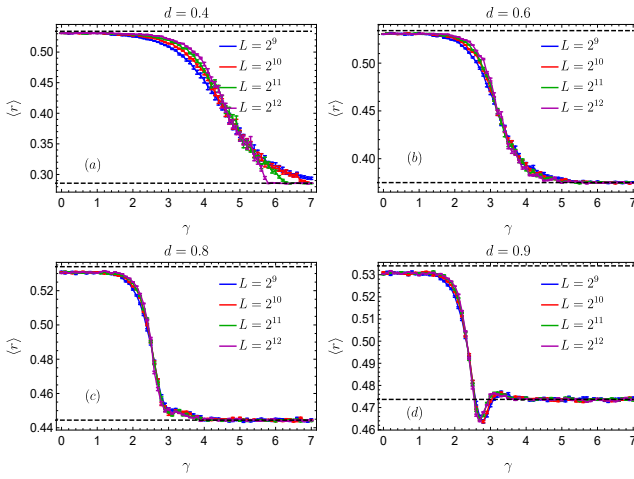 d = 0.4
⟨r⟩
0.50
0.45
0.40
0.35
0.30
L = 2^9
L = 2^10
L = 2^11
L = 2^12
(a)
0 1 2 3 4 5 6 7
γ
d = 0.6
⟨r⟩
0.50
0.45
0.40
L = 2^9
L = 2^10
L = 2^11
L = 2^12
(b)
0 1 2 3 4 5 6 7
γ
d = 0.8
⟨r⟩
0.52
0.50
0.48
0.46
0.44
L = 2^9
L = 2^10
L = 2^11
L = 2^12
(c)
0 1 2 3 4 5 6 7
γ
d = 0.9
⟨r⟩
0.53
0.52
0.51
0.50
0.49
0.48
0.47
0.46
L = 2^9
L = 2^10
L = 2^11
L = 2^12
(d)
0 1 2 3 4 5 6 7
γ